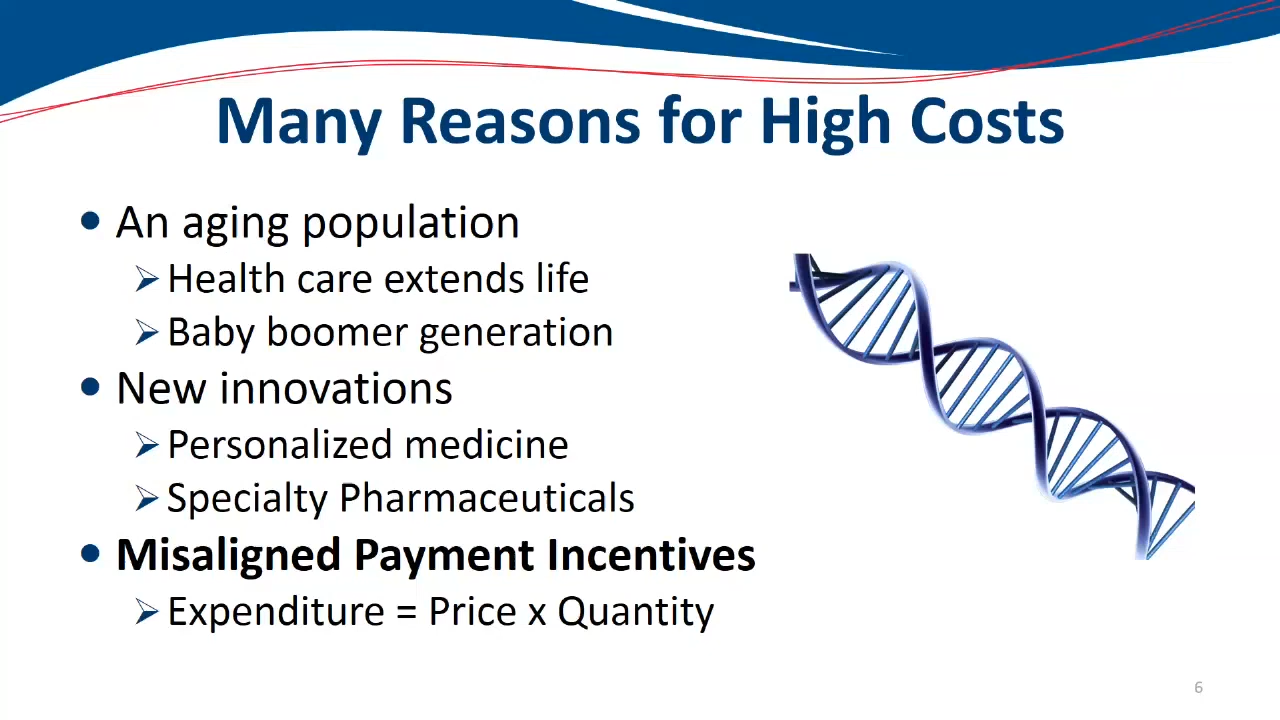 Many Reasons for High Costs
An aging population
Health care extends life
Baby boomer generation
New innovations
Personalized medicine
Specialty Pharmaceuticals
Misaligned Payment Incentives
Expenditure = Price x Quantity
6